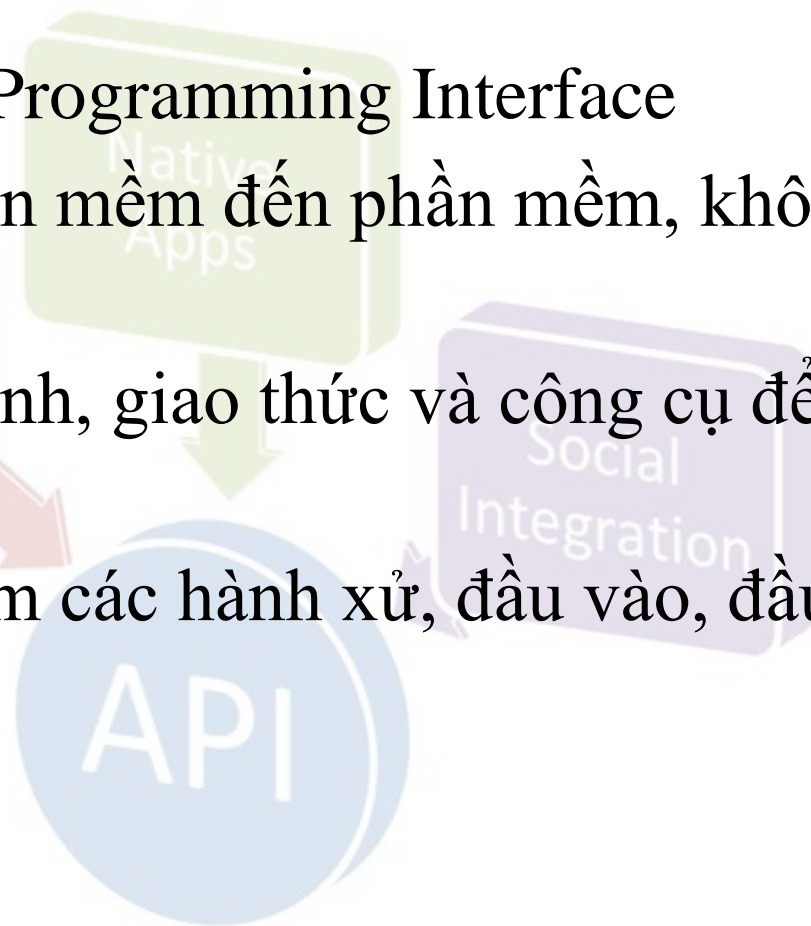 Programming Interface
Native
n mềm đến phần mềm, khô
Apps
nh, giao thức và công cụ để
Social
Integration
m các hành xử, đầu vào, đầu
API